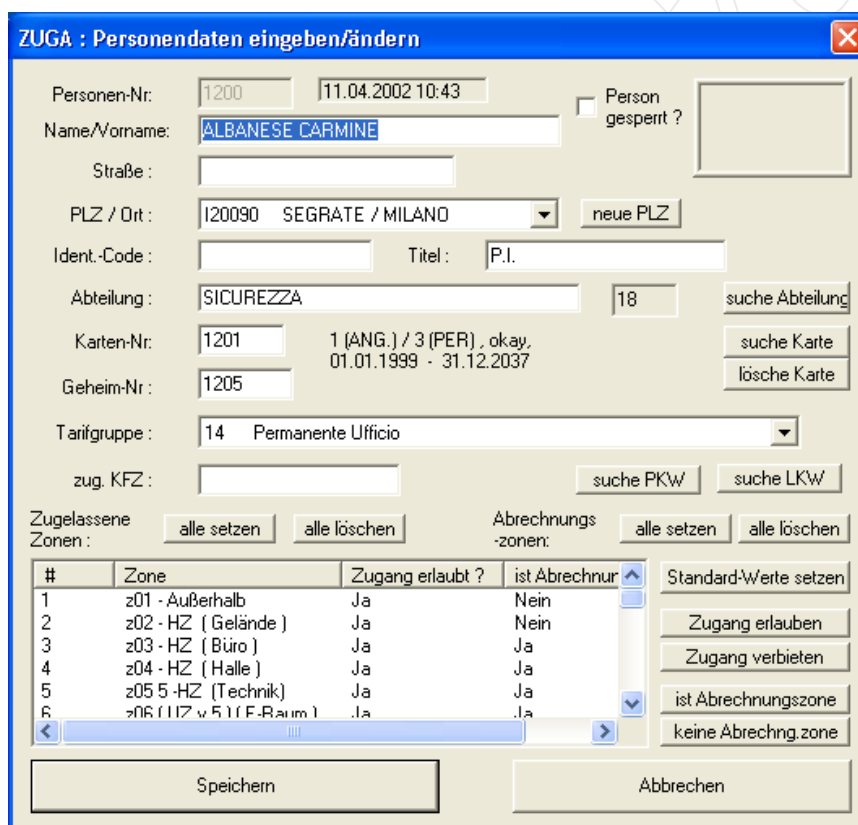 ZUGA : Personendaten eingeben/ändern
Personen-Nr: 1200 11.04.2002 10:43 Person gesperrt ?
Name/Vorname: ALBANESE CARMINE
Straße :
PLZ / Ort : I20090 SEGRATE / MILANO neue PLZ
Ident.-Code : Titel : P.I.
Abteilung : SICUREZZA 18 suche Abteilung
Karten-Nr: 1201 1 (ANG.) / 3 (PER) , okay, suche Karte
01.01.1999 - 31.12.2037
lösche Karte
Geheim-Nr : 1205
Tarifgruppe : 14 Permanente Ufficio
zug. KFZ : suche PKW suche LKW
Zugelassene Zonen : alle setzen alle löschen Abrechnungs -zonen: alle setzen alle löschen
# Zone Zugang erlaubt ? ist Abrechnur Standard-Werte setzen
1 z01 - Außerhalb Ja Nein
2 z02 - HZ ( Gelände ) Ja Nein Zugang erlauben
3 z03 - HZ ( Büro ) Ja Ja
4 z04 - HZ ( Halle ) Ja Ja Zugang verbieten
5 z05 5 -HZ (Technik) Ja Ja ist Abrechnungszone
6 Ja Ja
keine Abrechng.zone
Speichern Abbrechen